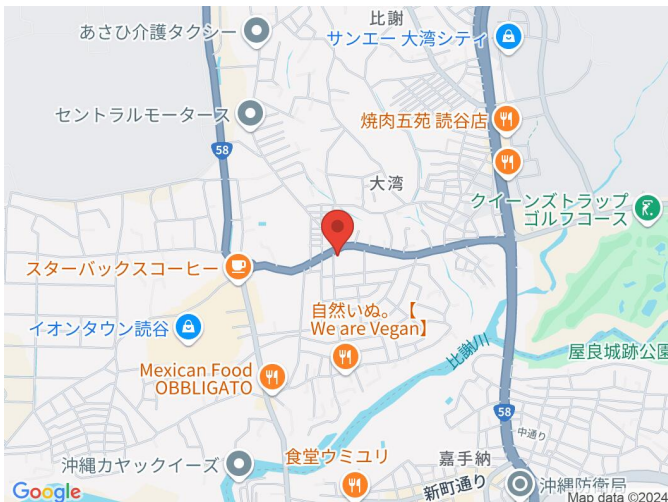 比謝
あさひ介護タクシー
サンエー 大湾シティ
セントラルモータース
焼肉五苑 読谷店
58
大湾
クイーンズトラップ
ゴルフコース
スターバックスコーヒー
自然いぬ。【
We are Vegan】
イオンタウン読谷
比謝川
屋良城跡公園
Mexican Food
OBBLIGATO
58
中通り
食堂ウミユリ
嘉手納
沖縄カヤックイーズ
新町通り
沖縄防衛局
Google
Map data ©2024